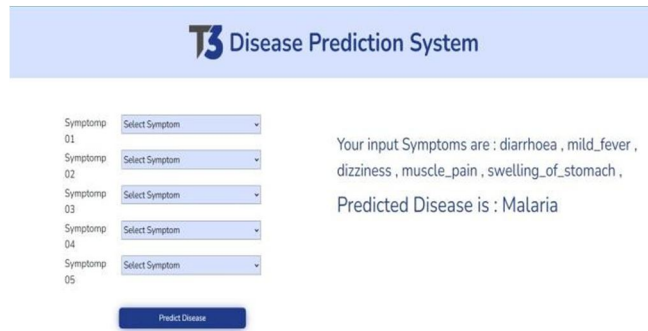 T3 Disease Prediction System
Symptomp Select Symptom
01
Symptomp Select Symptom
02
Symptomp Select Symptom
03
Symptomp Select Symptom
04
Symptomp Select Symptom
05
Predict Disease
Your input Symptoms are : diarrhoea , mild_fever ,
dizziness , muscle_pain , swelling_of_stomach ,
Predicted Disease is : Malaria